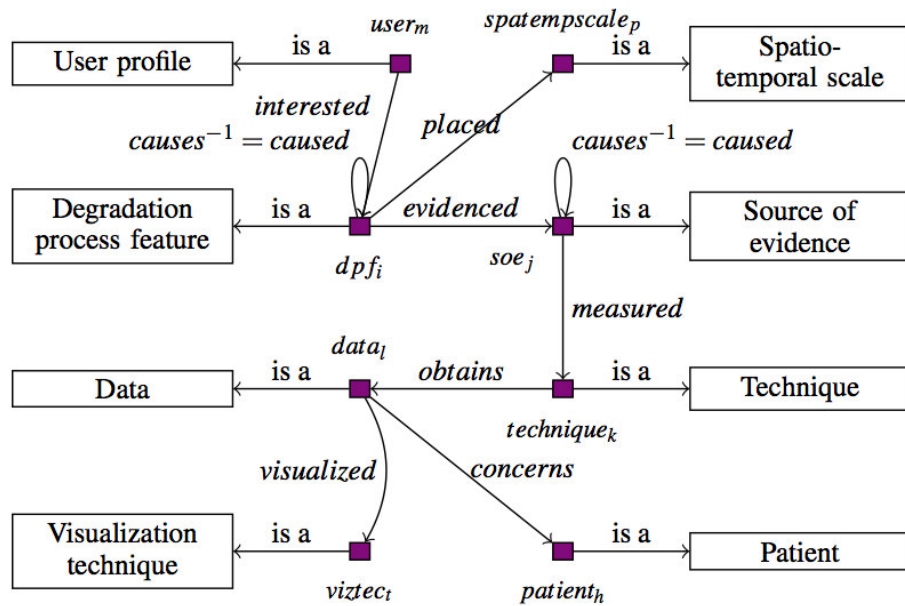 user_m
spatempscale_p
User profile
is a
is a
Spatio-
temporal scale
interested
placed
causes⁻¹ = caused
causes⁻¹ = caused
Degradation
process feature
is a
evidenced
is a
Source of
evidence
dpf_i
soe_j
measured
data_l
Data
is a
obtains
is a
Technique
technique_k
visualized
concerns
Visualization
technique
is a
is a
Patient
viztec_t
patient_h